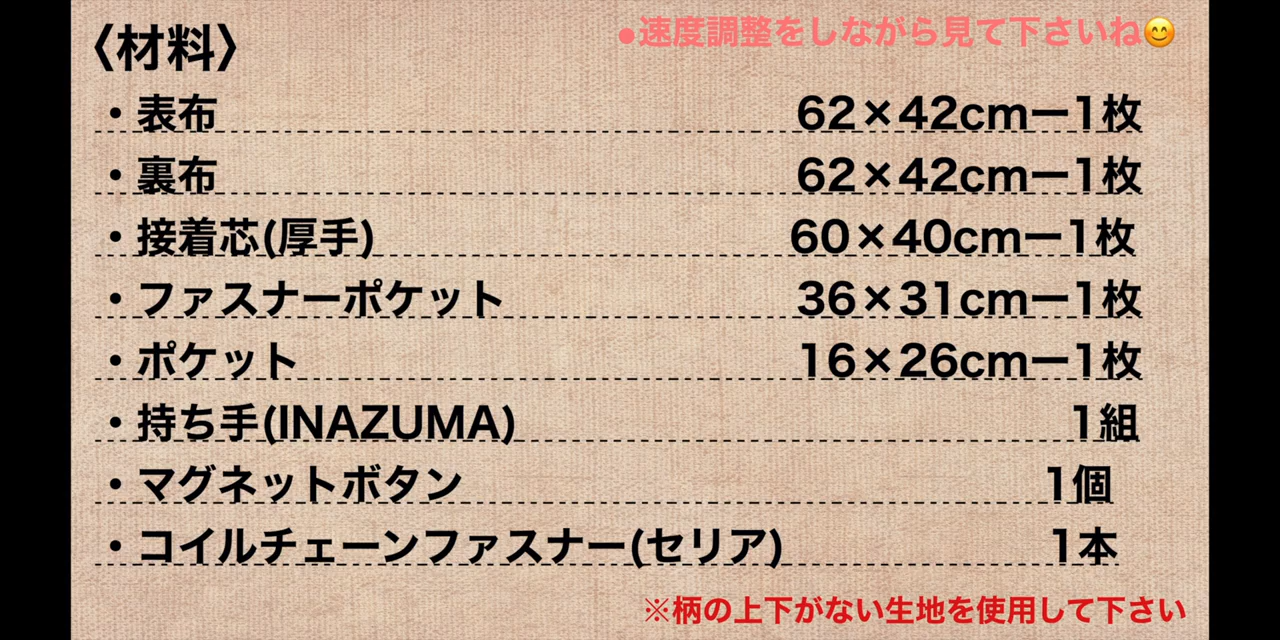 〈材料〉
●速度調整をしながら見て下さいね😊
・表布 62×42cmー1枚
・裏布 62×42cmー1枚
・接着芯(厚手) 60×40cmー1枚
・ファスナーポケット 36×31cmー1枚
・ポケット 16×26cmー1枚
・持ち手(INAZUMA) 1組
・マグネットボタン 1個
・コイルチェーンファスナー(セリア) 1本
※柄の上下がない生地を使用して下さい